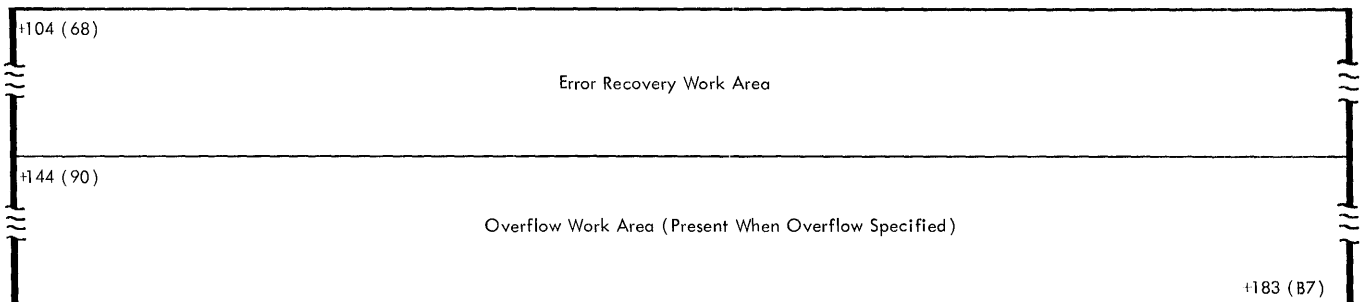 +104 (68)
Error Recovery Work Area
+144 (90)
Overflow Work Area (Present When Overflow Specified)
+183 (B7)